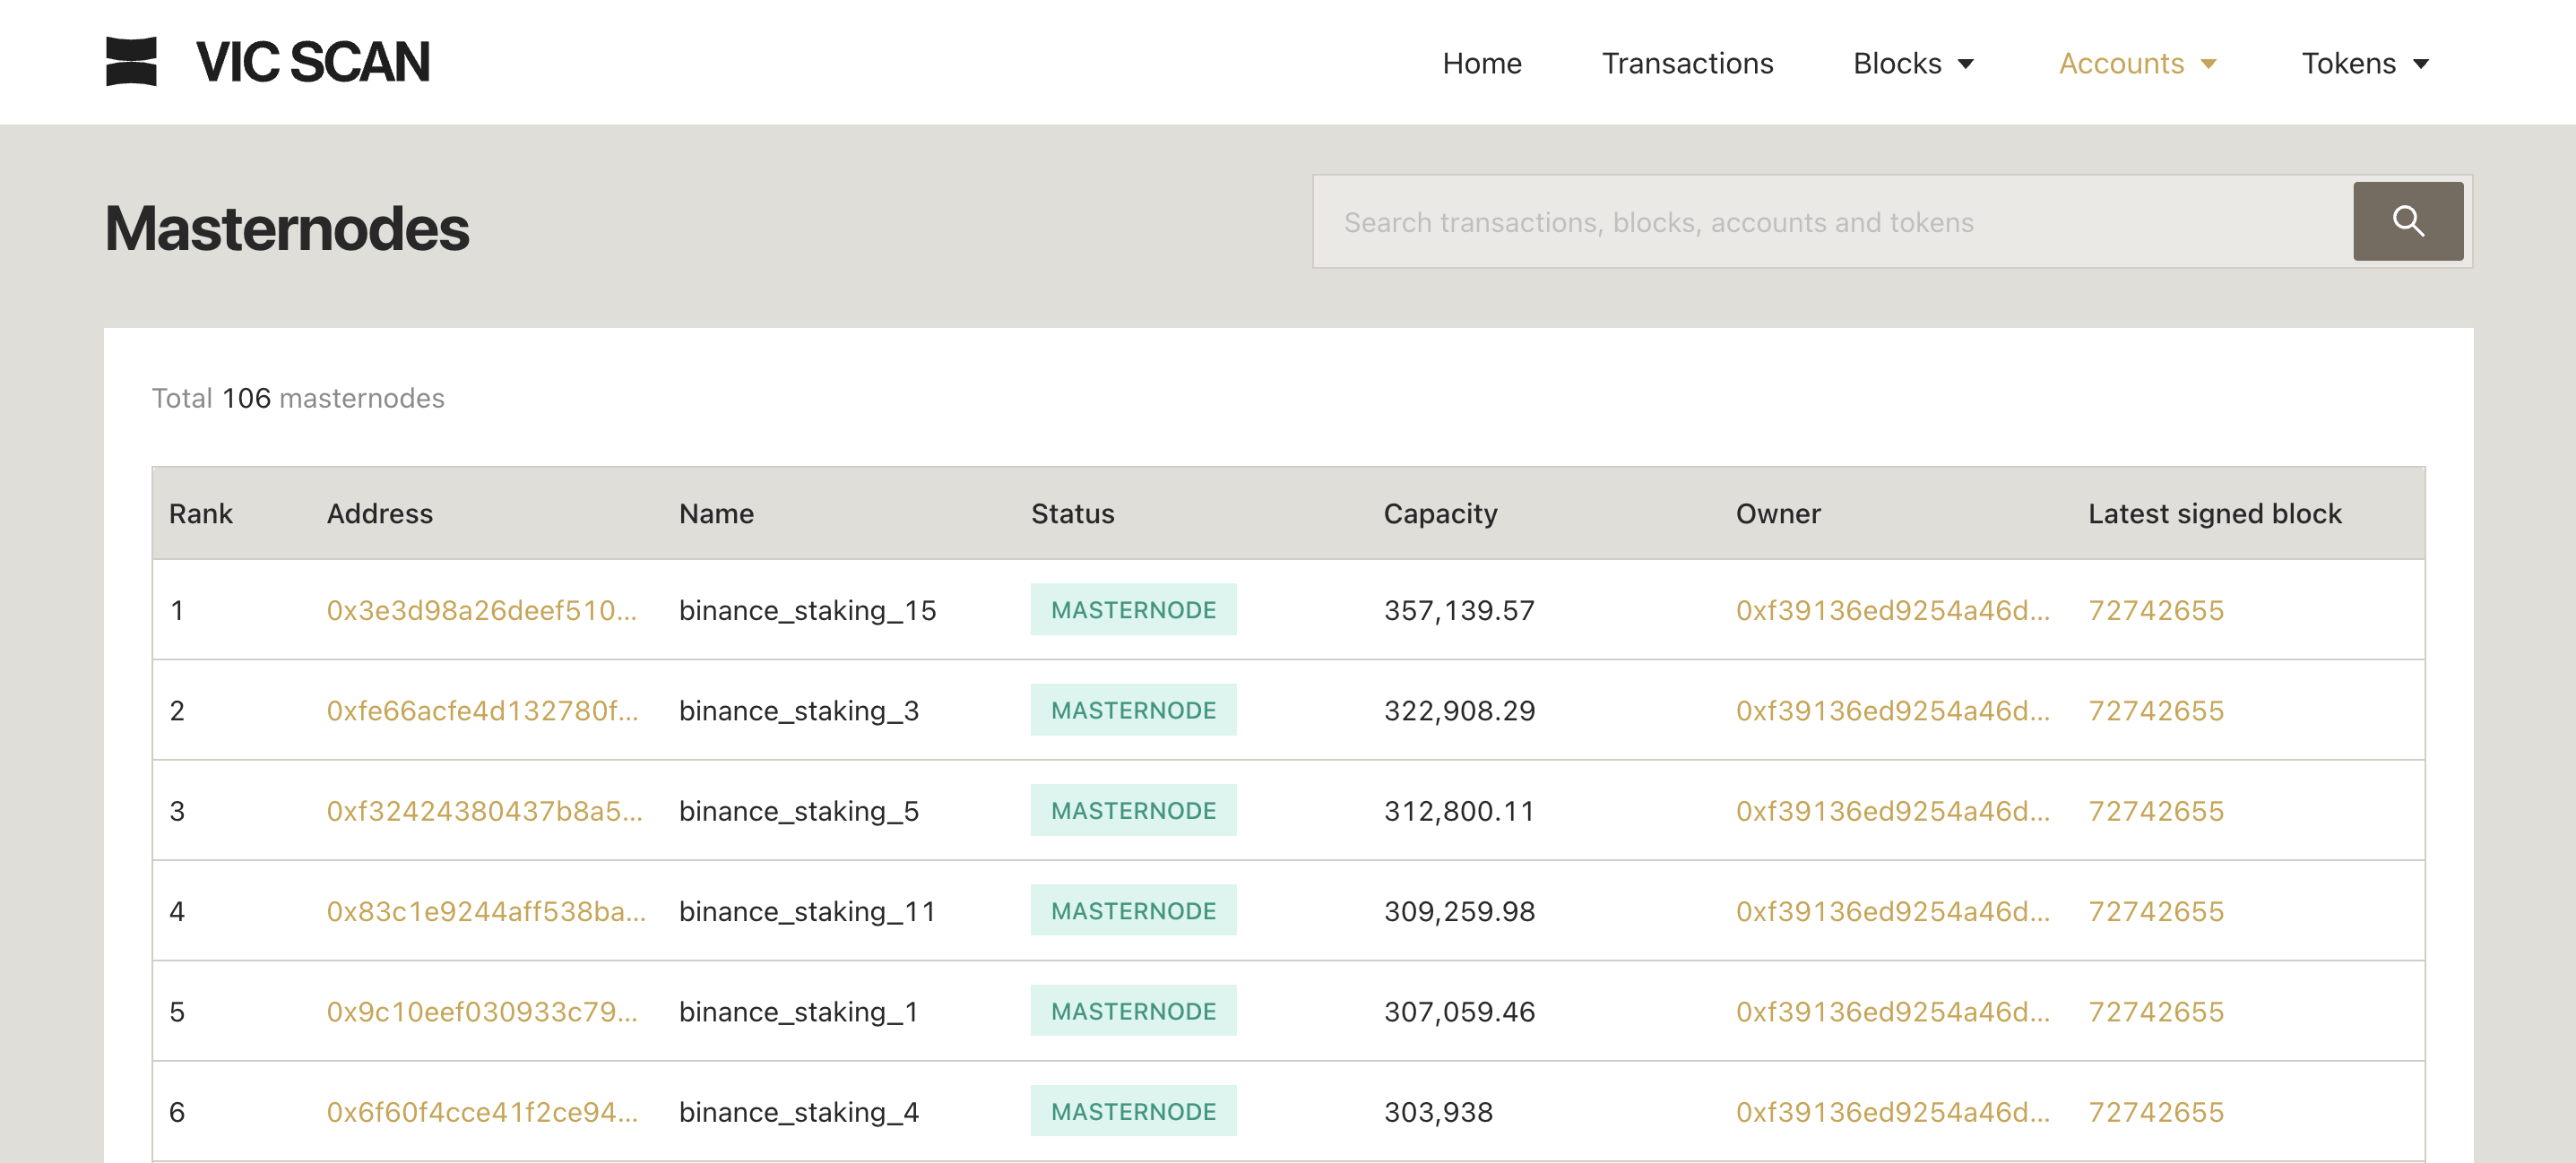 VIC SCAN
Home Transactions Blocks Accounts Tokens
Masternodes
Search transactions, blocks, accounts and tokens
Total 106 masternodes
Rank Address Name Status Capacity Owner Latest signed block
1 0x3e3d98a26deef510... binance_staking_15 MASTERNODE 357,139.57 0xf39136ed9254a46d... 72742655
2 0xfe66acfe4d132780f... binance_staking_3 MASTERNODE 322,908.29 0xf39136ed9254a46d... 72742655
3 0xf32424380437b8a5... binance_staking_5 MASTERNODE 312,800.11 0xf39136ed9254a46d... 72742655
4 0x83c1e9244aff538ba... binance_staking_11 MASTERNODE 309,259.98 0xf39136ed9254a46d... 72742655
5 0x9c10eef030933c79... binance_staking_1 MASTERNODE 307,059.46 0xf39136ed9254a46d... 72742655
6 0x6f60f4cce41f2ce94... binance_staking_4 MASTERNODE 303,938 0xf39136ed9254a46d... 72742655